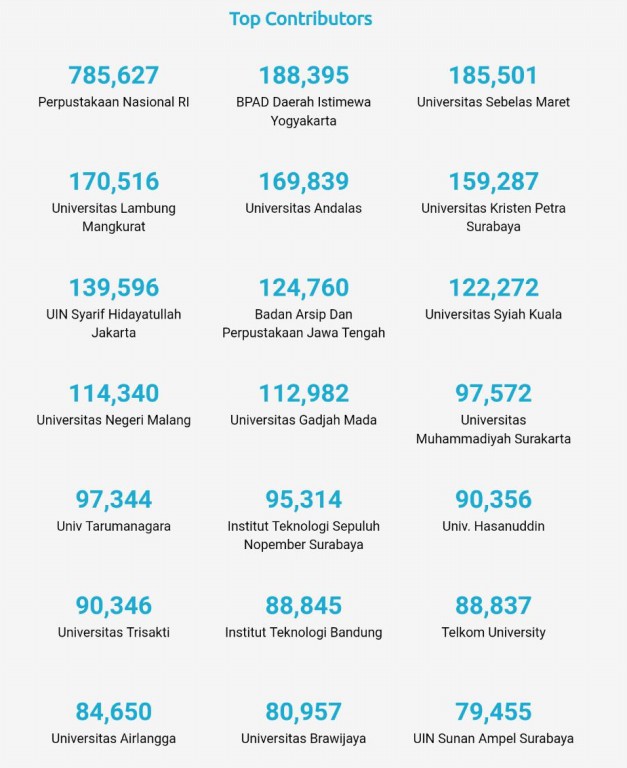 Top Contributors
785,627
Perpustakaan Nasional RI
188,395
BPAD Daerah Istimewa
Yogyakarta
185,501
Universitas Sebelas Maret
170,516
Universitas Lambung
Mangkurat
169,839
Universitas Andalas
159,287
Universitas Kristen Petra
Surabaya
139,596
UIN Syarif Hidayatullah
Jakarta
124,760
Badan Arsip Dan
Perpustakaan Jawa Tengah
122,272
Universitas Syiah Kuala
114,340
Universitas Negeri Malang
112,982
Universitas Gadjah Mada
97,572
Universitas
Muhammadiyah Surakarta
97,344
Univ Tarumanagara
95,314
Institut Teknologi Sepuluh
Nopember Surabaya
90,356
Univ. Hasanuddin
90,346
Universitas Trisakti
88,845
Institut Teknologi Bandung
88,837
Telkom University
84,650
Universitas Airlangga
80,957
Universitas Brawijaya
79,455
UIN Sunan Ampel Surabaya